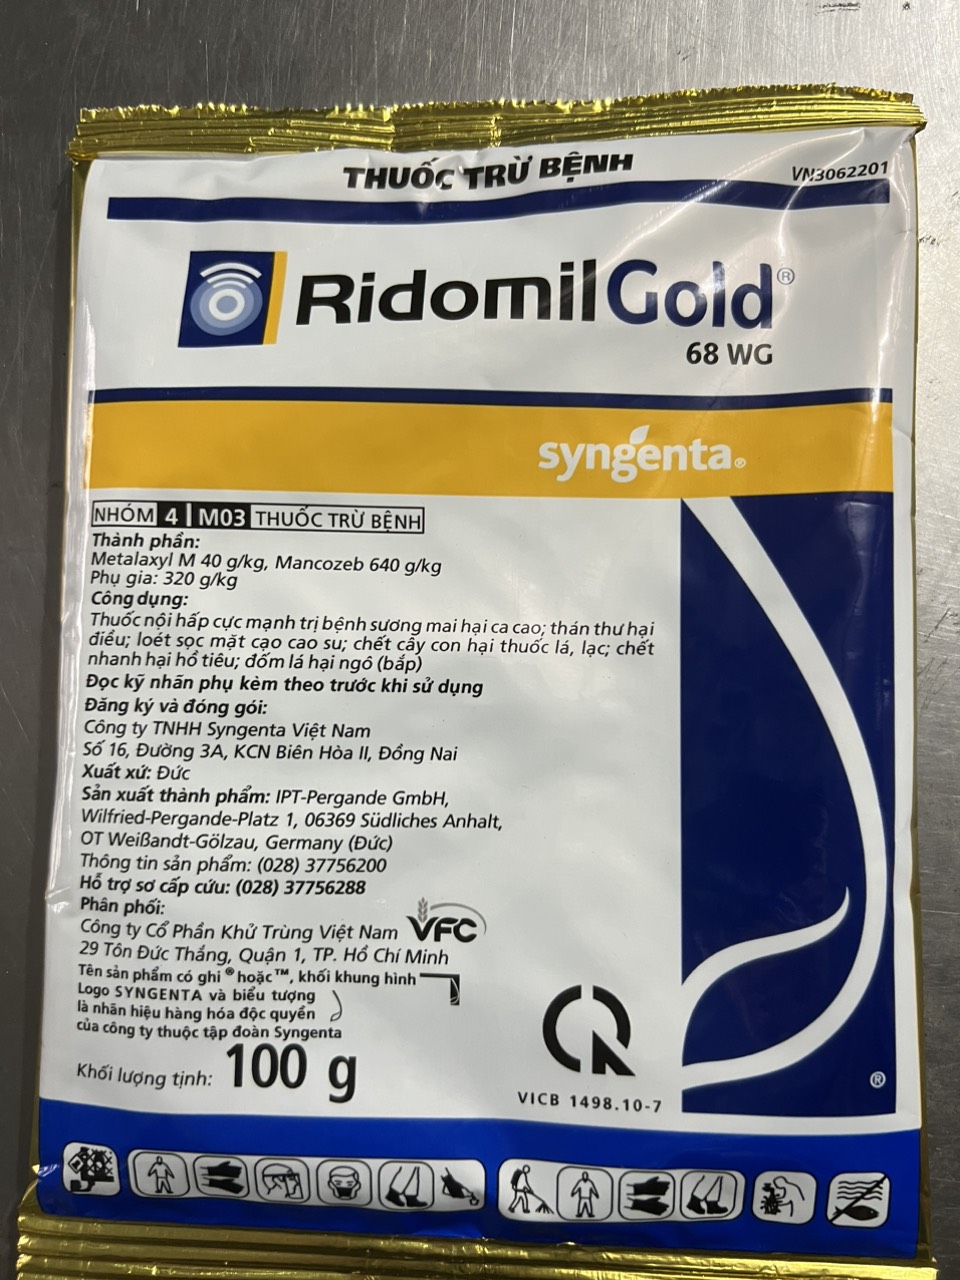 THUỐC TRỪ BỆNH
VN3062201
RidomilGold®
68 WG
syngenta®
NHÓM 4 M03 THUỐC TRỪ BỆNH
Thành phần:
Metalaxyl M 40 g/kg, Mancozeb 640 g/kg
Phụ gia: 320 g/kg
Công dụng:
Thuốc nội hấp cực mạnh trị bệnh sương mai hại ca cao; thán thư hại
điều; loét sọc mặt cạo cao su; chết cây con hại thuốc lá, lạc; chết
nhanh hại hồ tiêu; đốm lá hại ngô (bắp)
Đọc kỹ nhãn phụ kèm theo trước khi sử dụng
Đăng ký và đóng gói:
Công ty TNHH Syngenta Việt Nam
Số 16, Đường 3A, KCN Biên Hòa II, Đồng Nai
Xuất xứ: Đức
Sản xuất thành phẩm: IPT-Pergande GmbH,
Wilfried-Pergande-Platz 1, 06369 Südliches Anhalt,
OT Weißandt-Gölzau, Germany (Đức)
Thông tin sản phẩm: (028) 37756200
Hỗ trợ sơ cấp cứu: (028) 37756288
Phân phối:
Công ty Cổ Phần Khử Trùng Việt Nam VFC
29 Tôn Đức Thắng, Quận 1, TP. Hồ Chí Minh
Tên sản phẩm có ghi ® hoặc ™, khối khung hình
Logo SYNGENTA và biểu tượng
là nhãn hiệu hàng hóa độc quyền
của công ty thuộc tập đoàn Syngenta
Khối lượng tịnh: 100 g
VICB 1498.10-7
®